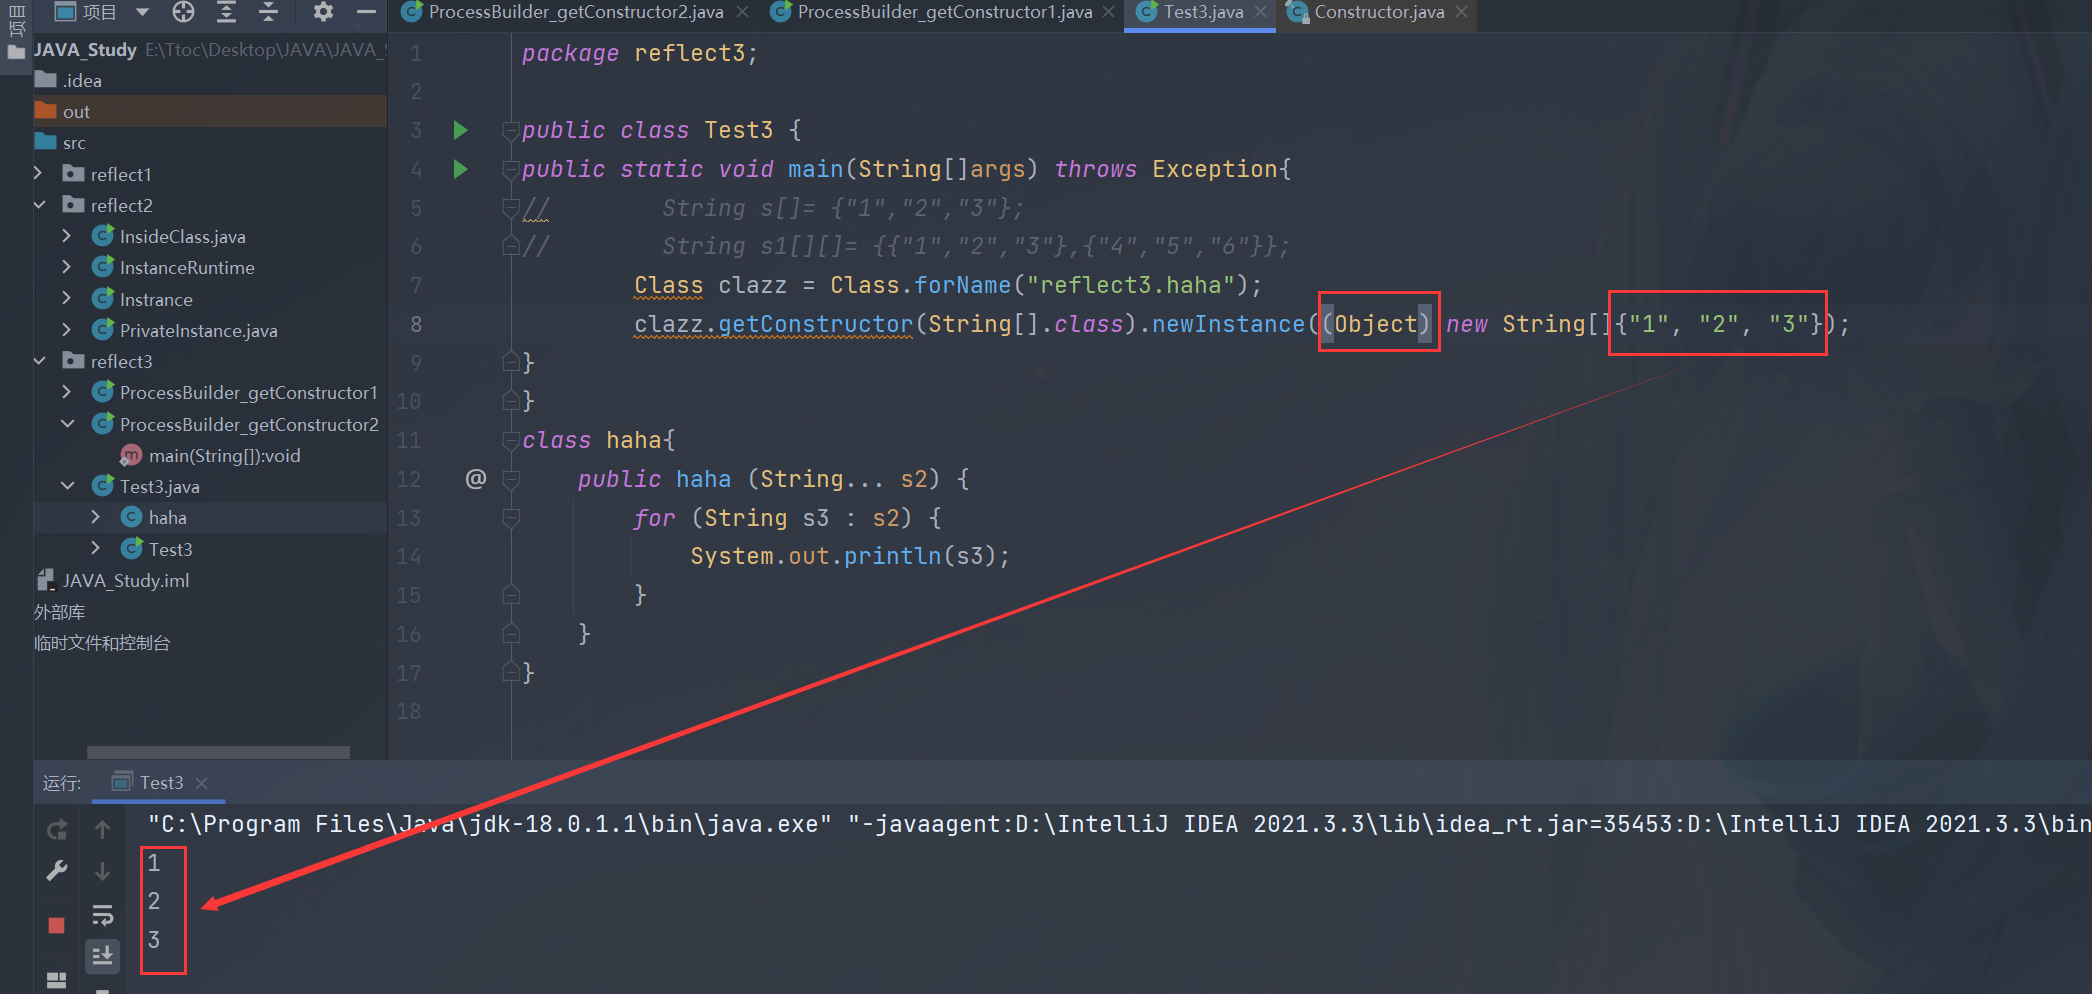 项目
项目
ProcessBuilder_getConstructor2.java
ProcessBuilder_getConstructor1.java
Test3.java
Constructor.java
JAVA_Study E:\Ttoc\Desktop\JAVA\JAVA_S
.idea
out
src
reflect1
reflect2
InsideClass.java
InstanceRuntime
Instrance
PrivateInstance.java
reflect3
ProcessBuilder_getConstructor1
ProcessBuilder_getConstructor2
main(String[]):void
Test3.java
haha
Test3
JAVA_Study.iml
外部库
临时文件和控制台
1 package reflect3;
2
3 public class Test3 {
4 public static void main(String[]args) throws Exception{
5 // String s[]= {"1","2","3"};
6 // String s1[][]= {{"1","2","3"},{"4","5","6"}};
7 Class clazz = Class.forName("reflect3.haha");
8 clazz.getConstructor(String[].class).newInstance((Object) new String[]{"1", "2", "3"});
9 }
10 }
11 class haha{
12 @ public haha (String... s2) {
13 for (String s3 : s2) {
14 System.out.println(s3);
15 }
16 }
17 }
18
运行: Test3
"C:\Program Files\Java\jdk-18.0.1.1\bin\java.exe" "-javaagent:D:\IntelliJ IDEA 2021.3.3\lib\idea_rt.jar=35453:D:\IntelliJ IDEA 2021.3.3\bin
1
2
3